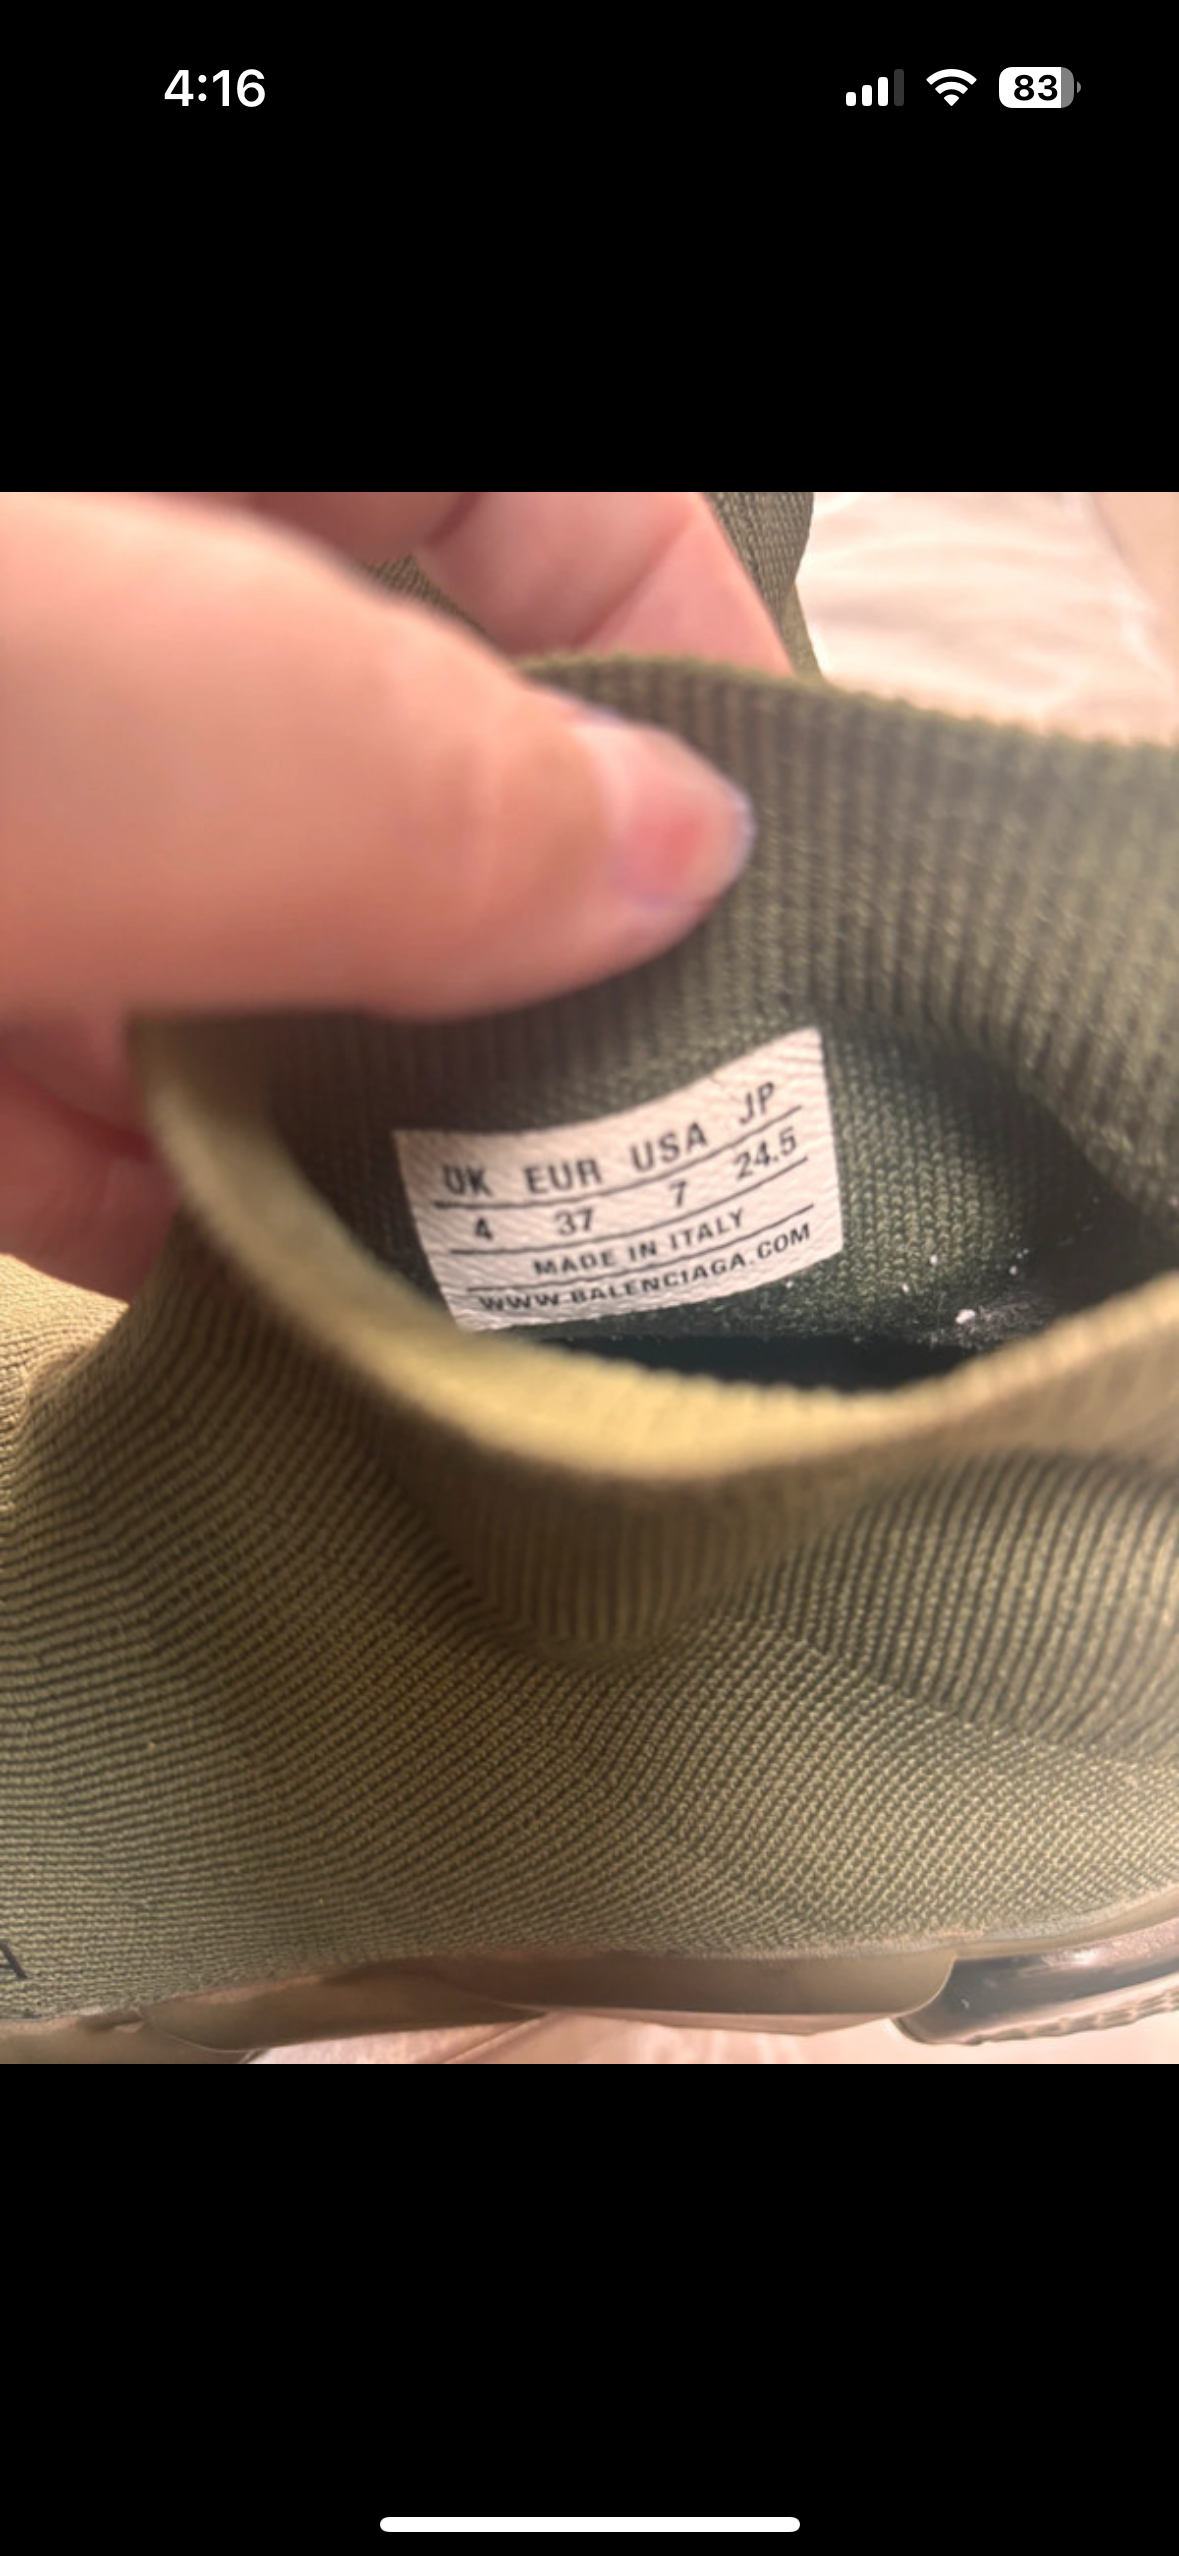 4:16
83
UK EUR USA JP
4 37 7 24.5
MADE IN ITALY
WWW.BALENCIAGA.COM
A